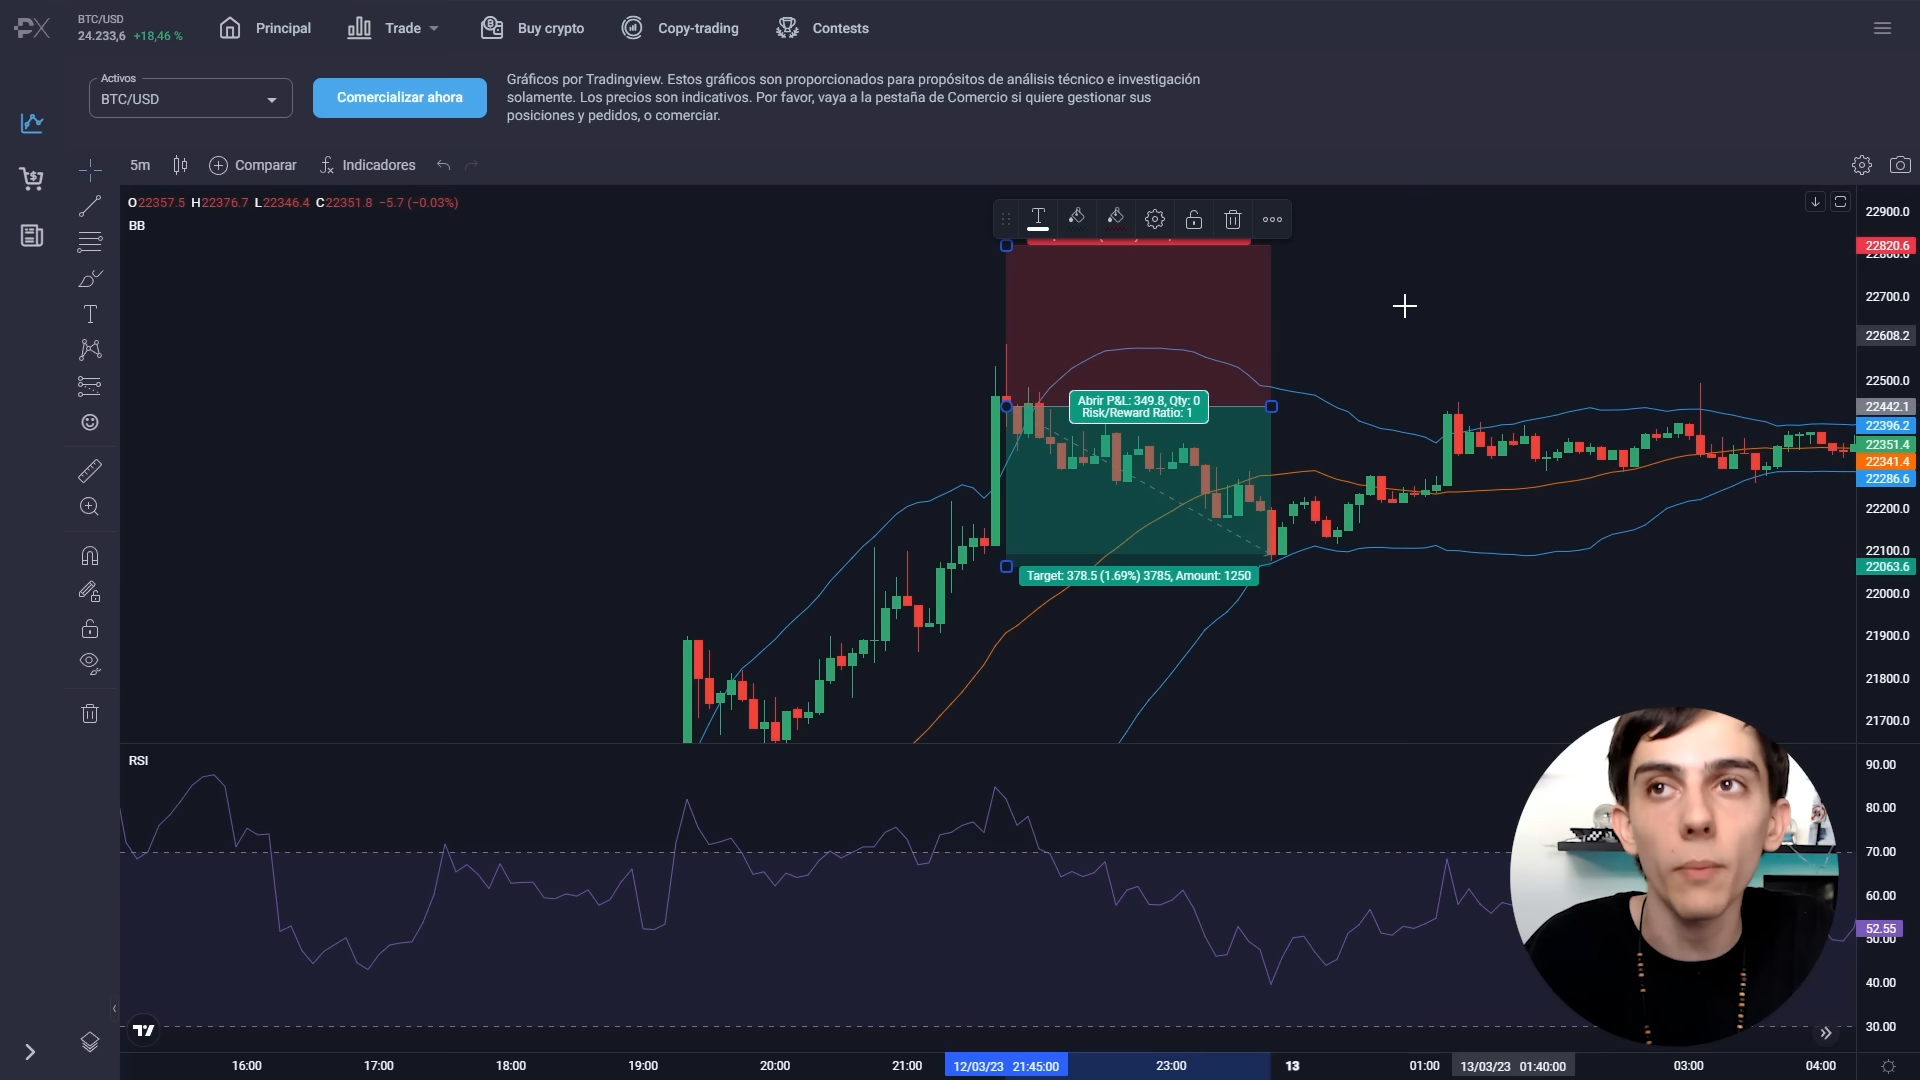 BTC/USD
24.233,6 +18,46 %
Principal
Trade
Buy crypto
Copy-trading
Contests
Activos
BTC/USD
Comercializar ahora
Gráficos por Tradingview. Estos gráficos son proporcionados para propósitos de análisis técnico e investigación
solamente. Los precios son indicativos. Por favor, vaya a la pestaña de Comercio si quiere gestionar sus
posiciones y pedidos, o comerciar.
5m
Comparar
Indicadores
O22357.5 H22376.7 L22346.4 C22351.8 −5.7 (−0.03%)
BB
22900.0
22820.6
22800.0
22700.0
22608.2
22500.0
22442.1
22396.2
22351.4
22341.4
22286.6
22200.0
22100.0
22063.6
22000.0
21900.0
21800.0
21700.0
Abrir P&L: 349.8, Qty: 0
Risk/Reward Ratio: 1
Target: 378.5 (1.69%) 3785, Amount: 1250
RSI
90.00
80.00
70.00
60.00
52.55
50.00
40.00
30.00
16:00
17:00
18:00
19:00
20:00
21:00
12/03/23 21:45:00
23:00
13
01:00
13/03/23 01:40:00
03:00
04:00